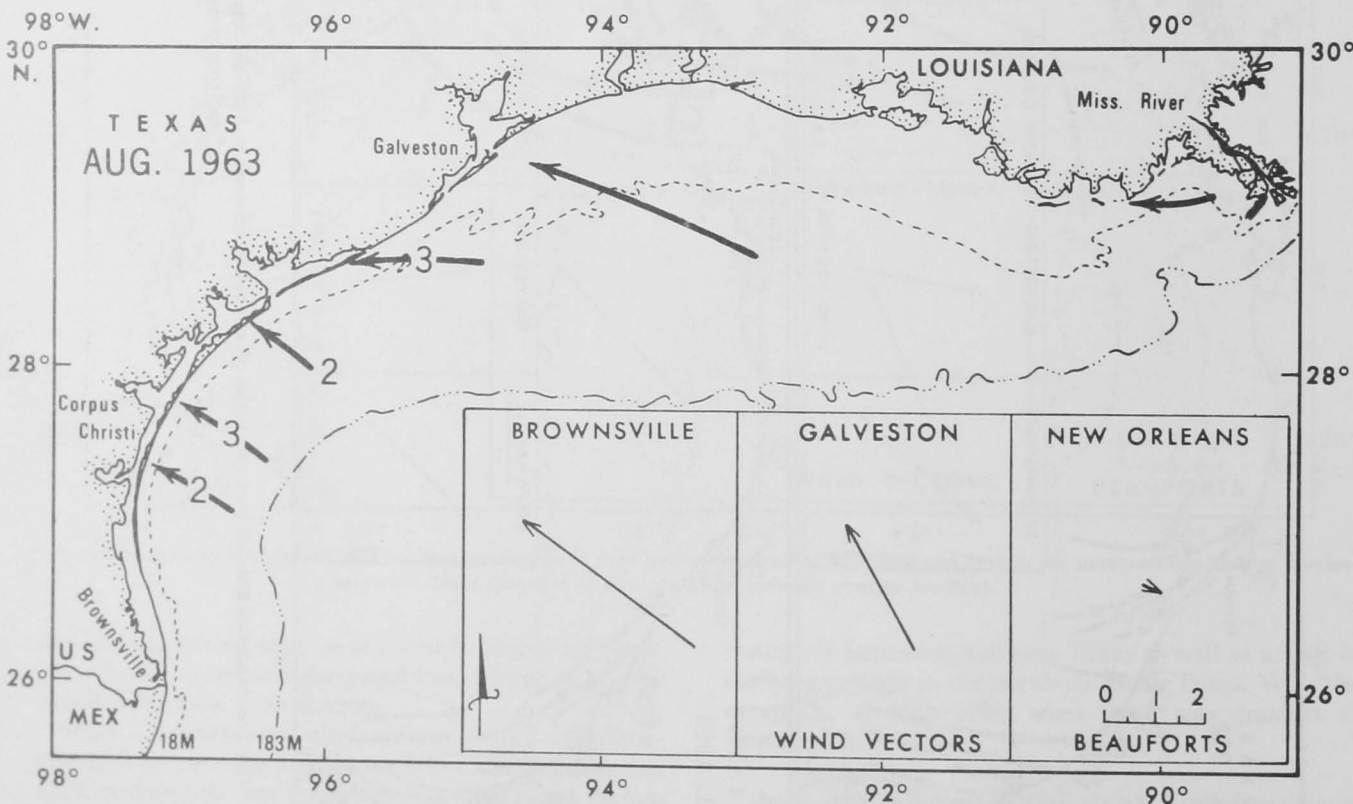 98° W. 96° 94° 92° 90°
30° N. 30°
LOUISIANA
Miss. River
TEXAS
AUG. 1963
Galveston
3
28° 28°
2
Corpus
Christi
3
2
BROWNSVILLE GALVESTON NEW ORLEANS
Brownsville
US
26° 26°
MEX
0 2
18M 183M WIND VECTORS BEAUFORTS
98° 96° 94° 92° 90°